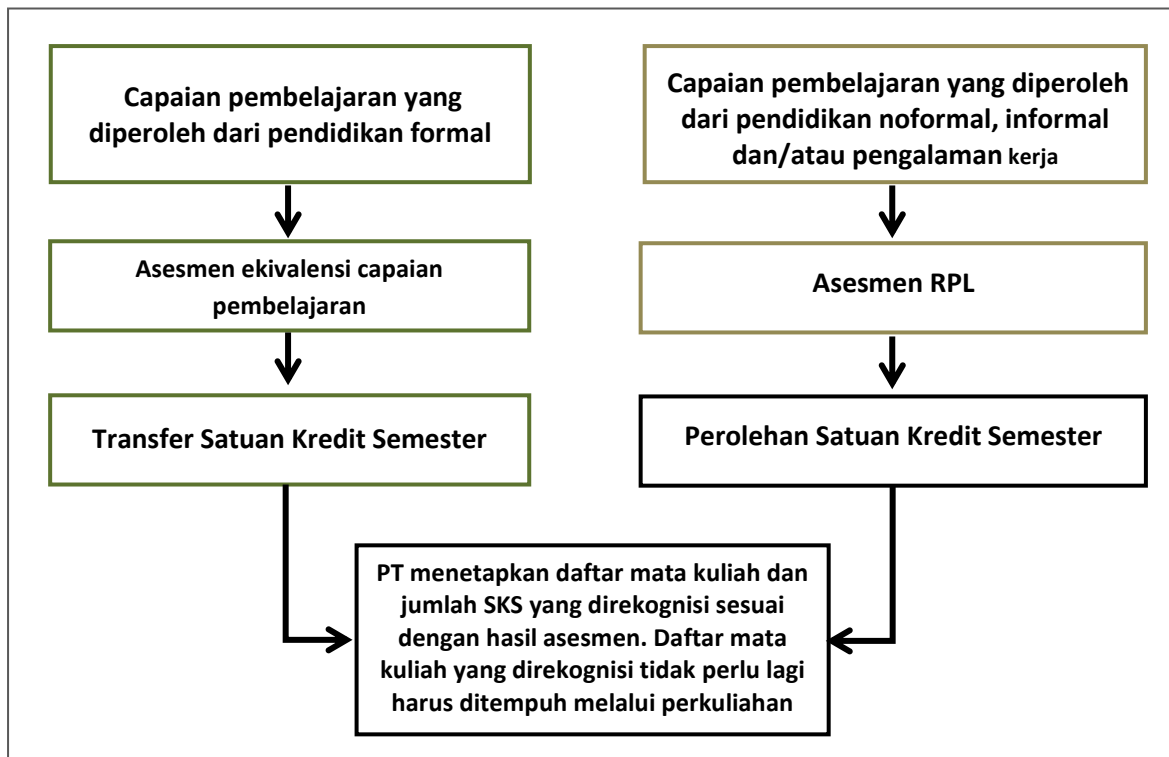 Capaian pembelajaran yang
diperoleh dari pendidikan formal
Asesmen ekivalensi capaian
pembelajaran
Transfer Satuan Kredit Semester
Capaian pembelajaran yang diperoleh
dari pendidikan noformal, informal
dan/atau pengalaman kerja
Asesmen RPL
Perolehan Satuan Kredit Semester
PT menetapkan daftar mata kuliah dan
jumlah SKS yang direkognisi sesuai
dengan hasil asesmen. Daftar mata
kuliah yang direkognisi tidak perlu lagi
harus ditempuh melalui perkuliahan